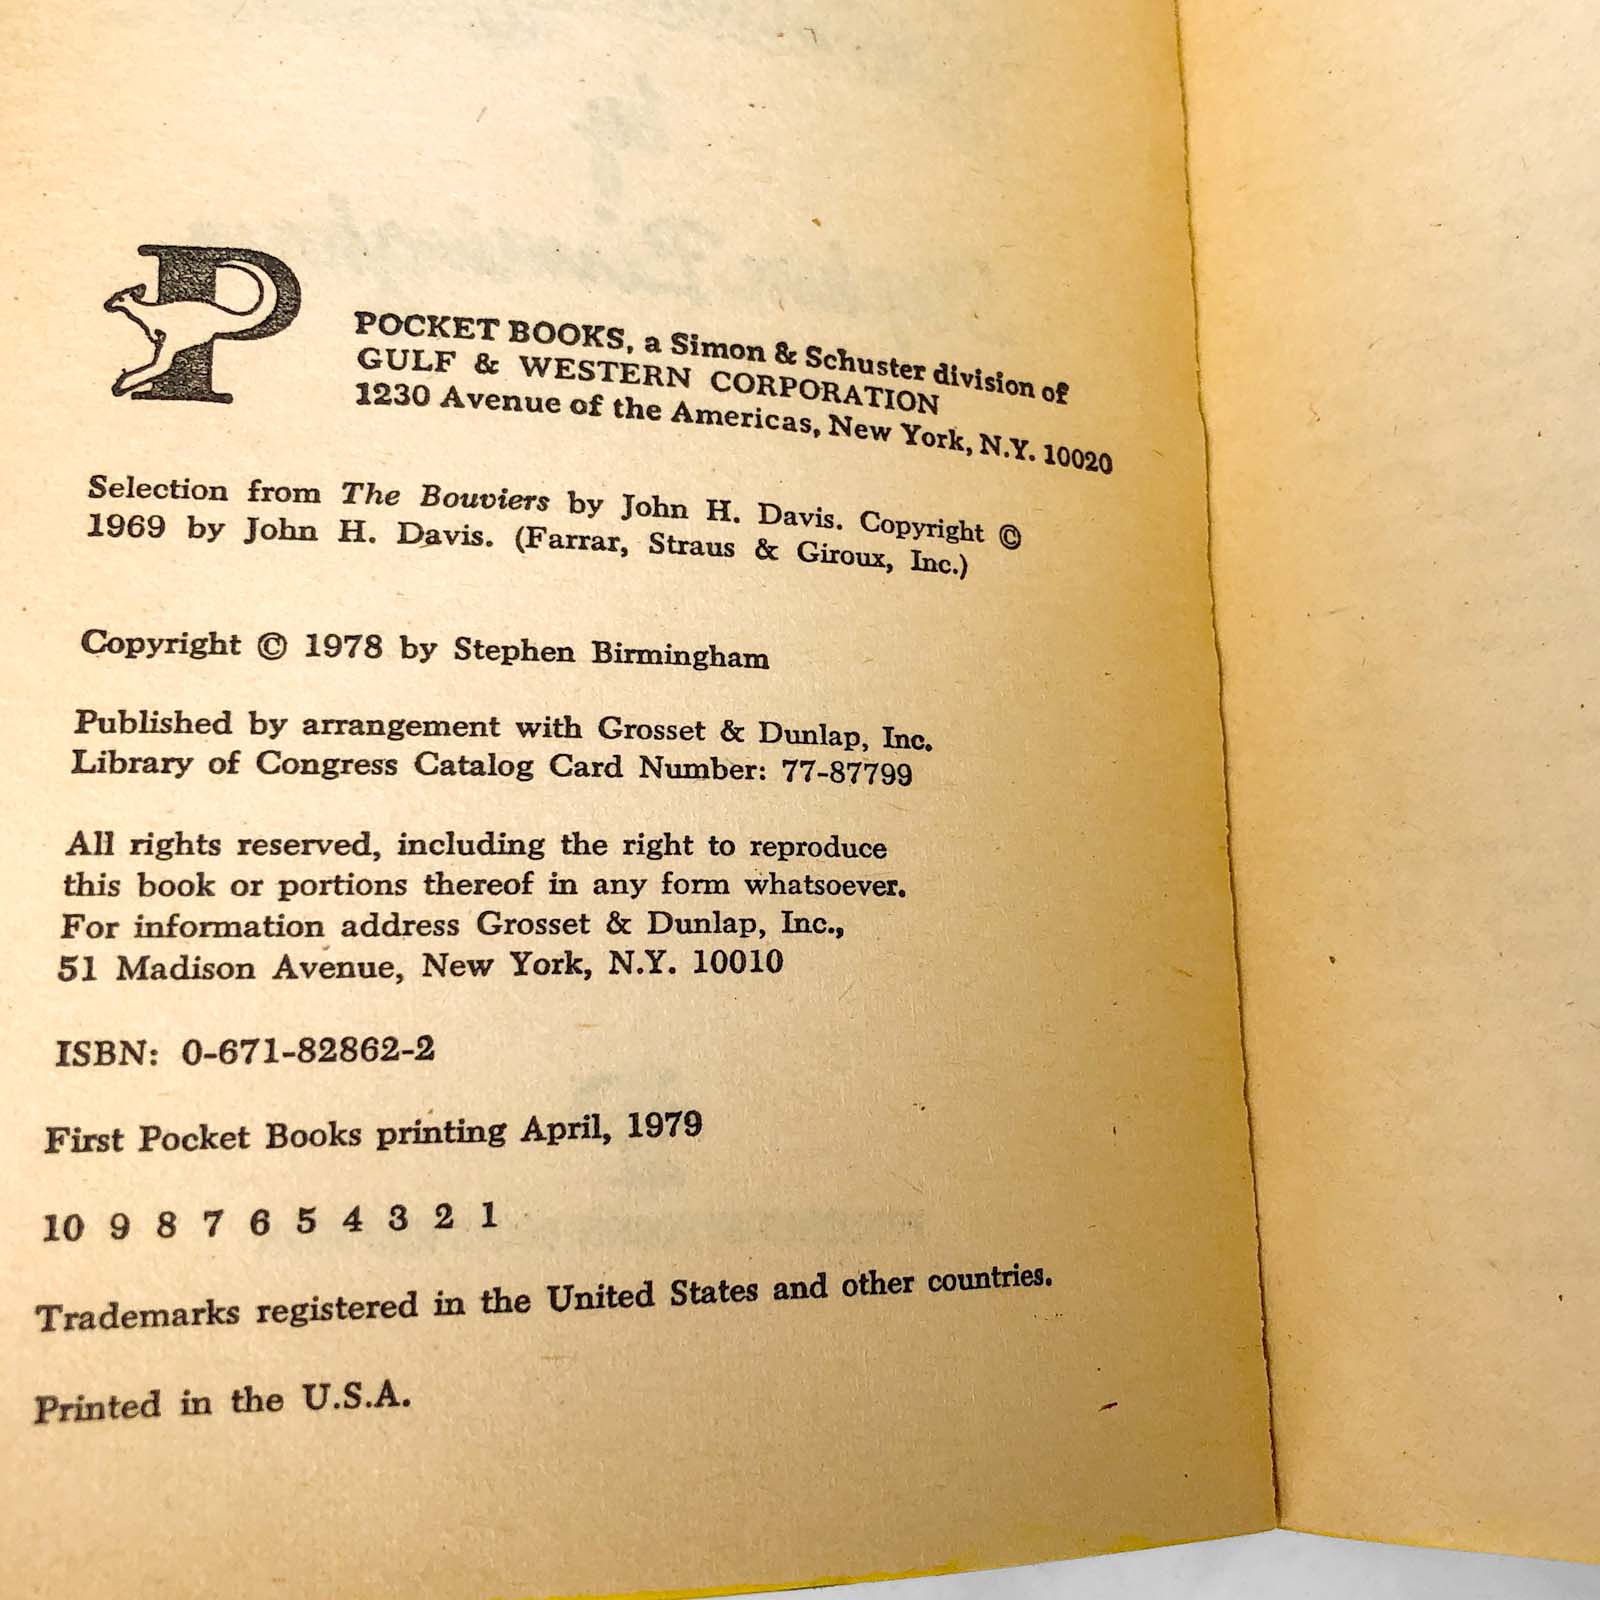 P
POCKET BOOKS, a Simon & Schuster division of
GULF & WESTERN CORPORATION
1230 Avenue of the Americas, New York, N.Y. 10020
Selection from The Bouviers by John H. Davis. Copyright ©
1969 by John H. Davis. (Farrar, Straus & Giroux, Inc.)
Copyright © 1978 by Stephen Birmingham
Published by arrangement with Grosset & Dunlap, Inc.
Library of Congress Catalog Card Number: 77-87799
All rights reserved, including the right to reproduce
this book or portions thereof in any form whatsoever.
For information address Grosset & Dunlap, Inc.,
51 Madison Avenue, New York, N.Y. 10010
ISBN: 0-671-82862-2
First Pocket Books printing April, 1979
10 9 8 7 6 5 4 3 2 1
Trademarks registered in the United States and other countries.
Printed in the U.S.A.